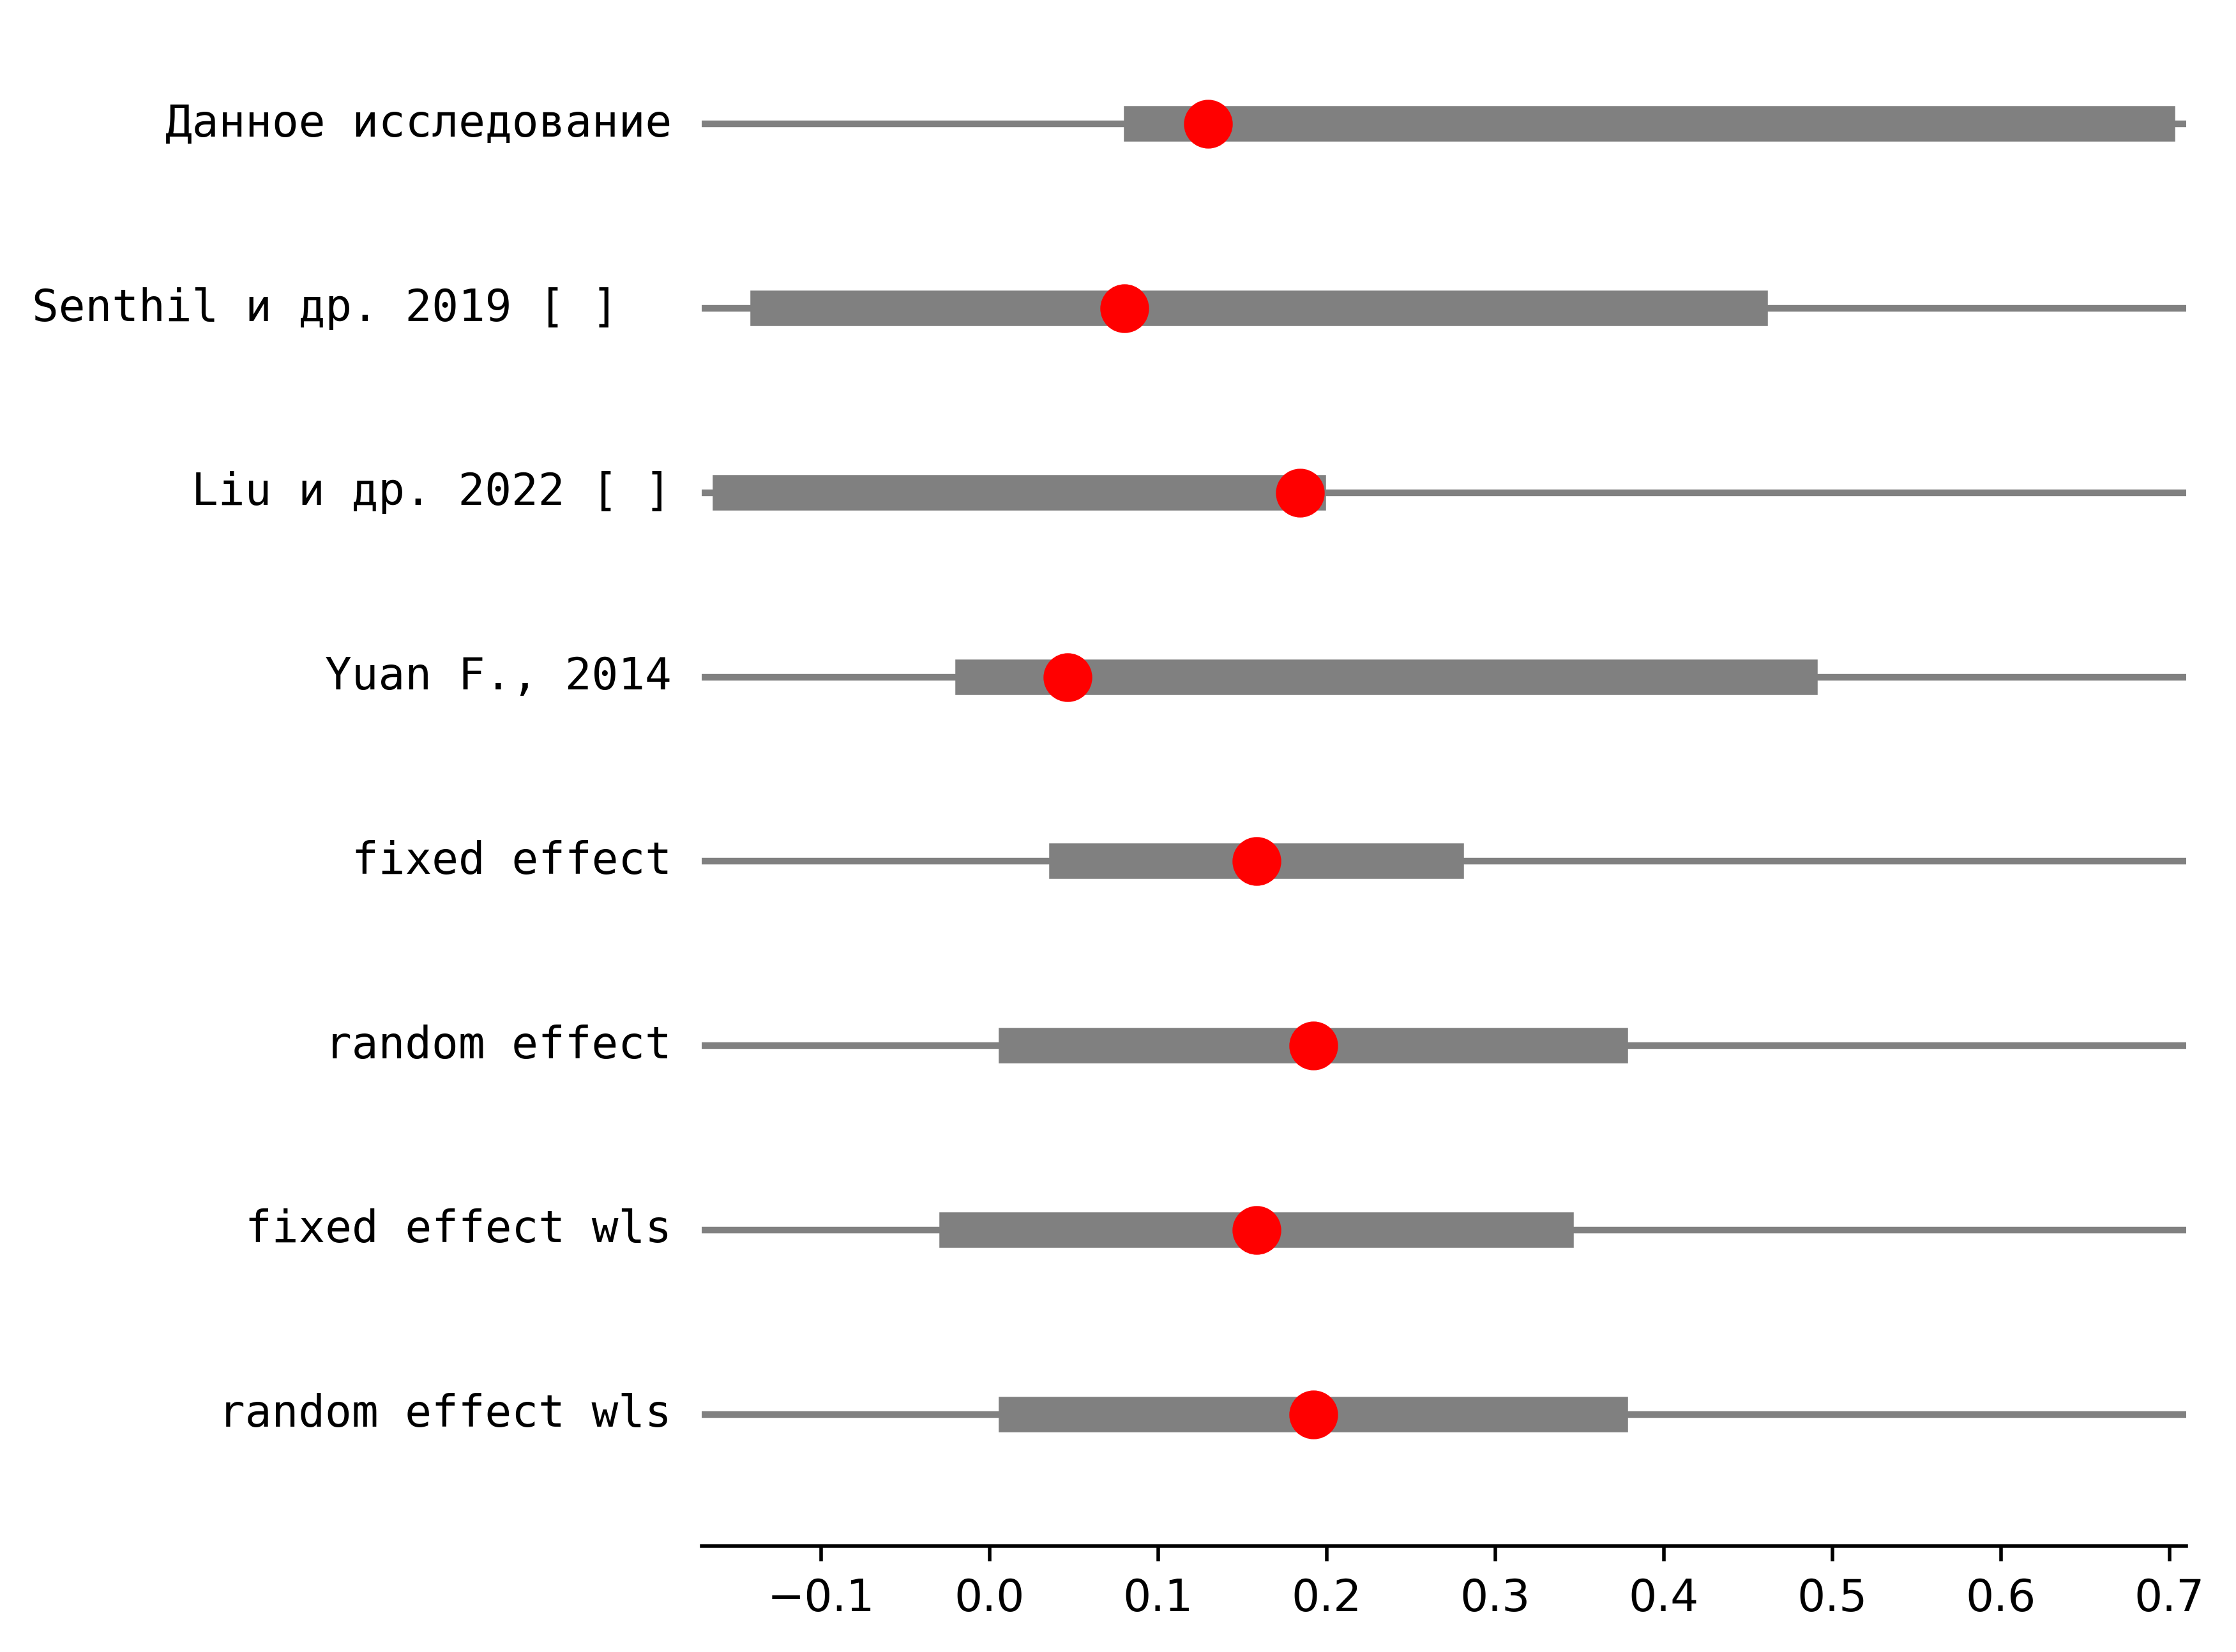 Данное исследование
Senthil и др. 2019 [ ]
Liu и др. 2022 [ ]
Yuan F., 2014
fixed effect
random effect
fixed effect wls
random effect wls
−0.1 0.0 0.1 0.2 0.3 0.4 0.5 0.6 0.7